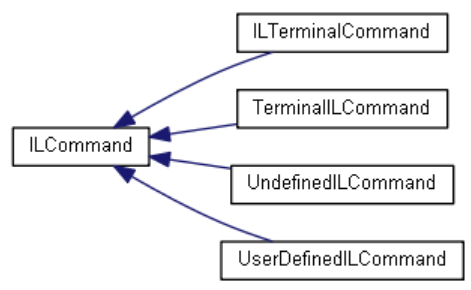 ILTerminalCommand
TerminalILCommand
ILCommand
UndefinedILCommand
UserDefinedILCommand